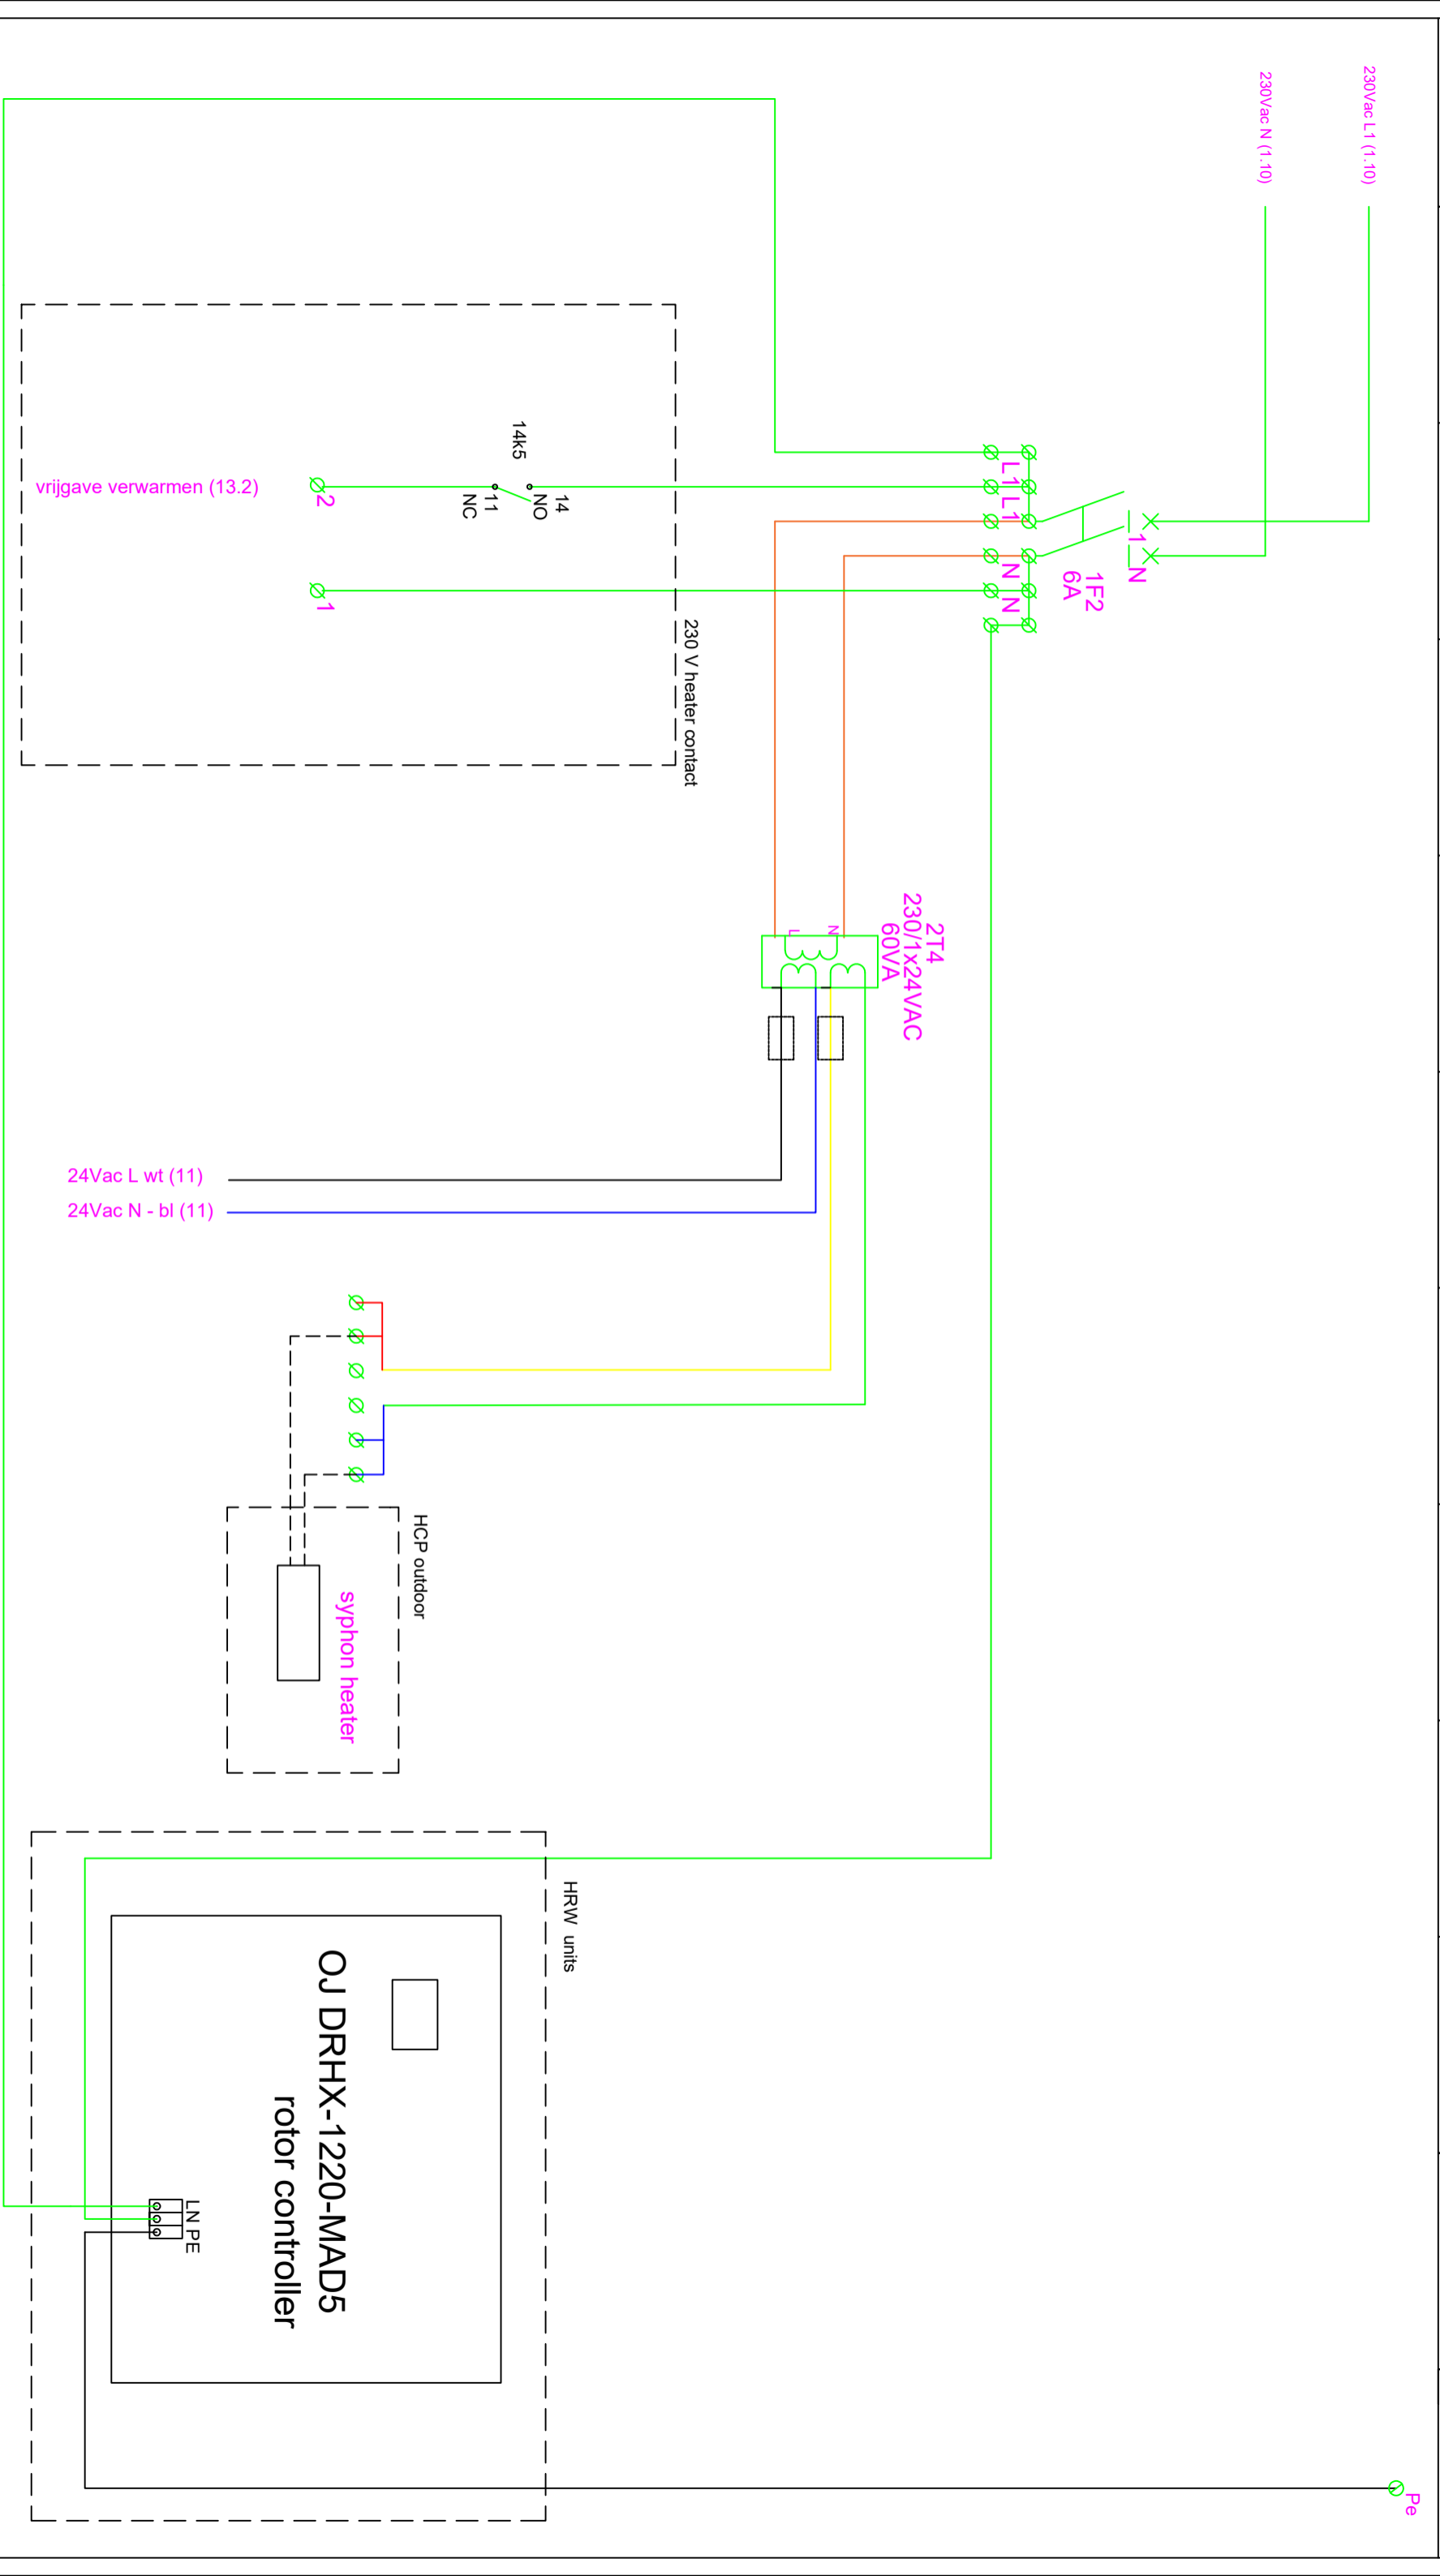 230Vac L1 (1.10)
230Vac N (1.10)
1 N
1F2
6A
L1 L1 N N
2T4
230/1x24VAC
60VA
N
L
230 V heater contact
14k5
14
NO
11
NC
2
1
vrijgave verwarmen (13.2)
24Vac L wt (11)
24Vac N - bl (11)
HCP outdoor
syphon heater
HRW units
OJ DRHX-1220-MAD5
rotor controller
LN PE
Pe